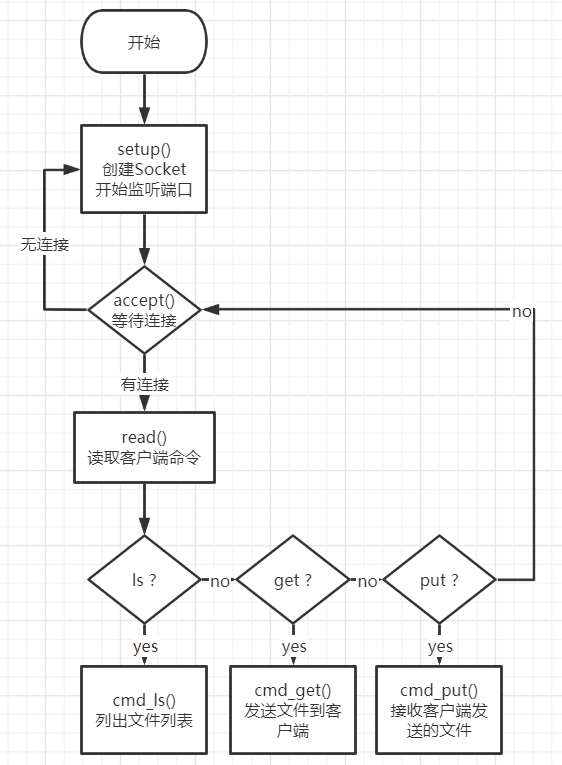 开始
setup()
创建Socket
开始监听端口
无连接
accept()
等待连接
no
有连接
read()
读取客户端命令
ls ?
no
get ?
no
put ?
yes
yes
yes
cmd_ls()
列出文件列表
cmd_get()
发送文件到客
户端
cmd_put()
接收客户端发
送的文件